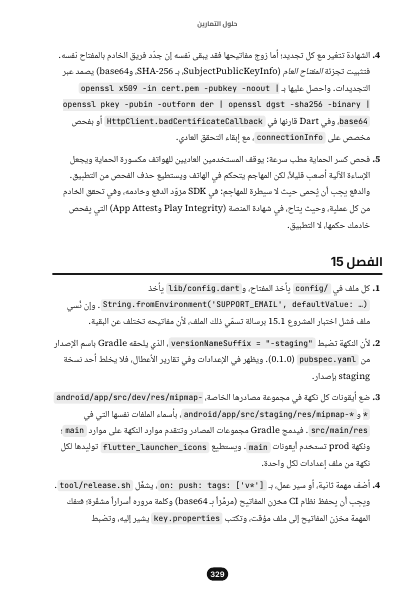 حلول التمارين
4. الشهادة تتغير مع كل تجديد؛ أما زوج مفاتيحها فقد يبقى نفسه إن جدّد فريق الخادم بالمفتاح نفسه.
فتثبيت تجزئة المفتاح العام (SubjectPublicKeyInfo، بـ SHA-256، وbase64) يصمد عبر
التجديدات. واحصل عليها بـ openssl x509 -in cert.pem -pubkey -noout |
openssl pkey -pubin -outform der | openssl dgst -sha256 -binary |
base64، وفي Dart قارنها في HttpClient.badCertificateCallback أو بفحص
مخصص على connectionInfo، مع إبقاء التحقق العادي.
5. فحص كسر الحماية مطب سرعة: يوقف المستخدمين العاديين للهواتف مكسورة الحماية ويجعل
الإساءة الآلية أصعب قليلاً، لكن المهاجم يتحكم في الهاتف ويستطيع حذف الفحص من التطبيق.
والدفع يجب أن يُحمى حيث لا سيطرة للمهاجم: في SDK مزوّد الدفع وخادمه، وفي تحقق الخادم
من كل عملية، وحيث يتاح، في شهادة المنصة (Play Integrity وApp Attest) التي يفحص
خادمك حكمها، لا التطبيق.
الفصل 15
1. كل ملف في config/ يأخذ المفتاح، وlib/config.dart يأخذ
String.fromEnvironment('SUPPORT_EMAIL', defaultValue: …). وإن نُسي
ملف فشل اختبار المشروع 15.1 برسالة تسمّي ذلك الملف، لأن مفاتيحه تختلف عن البقية.
2. لأن النكهة تضبط versionNameSuffix = "-staging"، الذي يلحقه Gradle باسم الإصدار
من pubspec.yaml (0.1.0). ويظهر في الإعدادات وفي تقارير الأعطال، فلا يخلط أحد نسخة
staging بإصدار.
3. ضع أيقونات كل نكهة في مجموعة مصادرها الخاصة، android/app/src/dev/res/mipmap-
* و android/app/src/staging/res/mipmap-*، بأسماء الملفات نفسها التي في
src/main/res. فيدمج Gradle مجموعات المصادر وتتقدم موارد النكهة على موارد main؛
ونكهة prod تستخدم أيقونات main. ويستطيع flutter_launcher_icons توليدها لكل
نكهة من ملف إعدادات لكل واحدة.
4. أضف مهمة ثانية، أو سير عمل، بـ on: push: tags: ['v*']، يشغّل tool/release.sh.
ويجب أن يحفظ نظام CI مخزن المفاتيح (مرمَّزاً بـ base64) وكلمة مروره أسراراً مشفّرة؛ فتفك
المهمة مخزن المفاتيح إلى ملف مؤقت، وتكتب key.properties يشير إليه، وتضبط
329